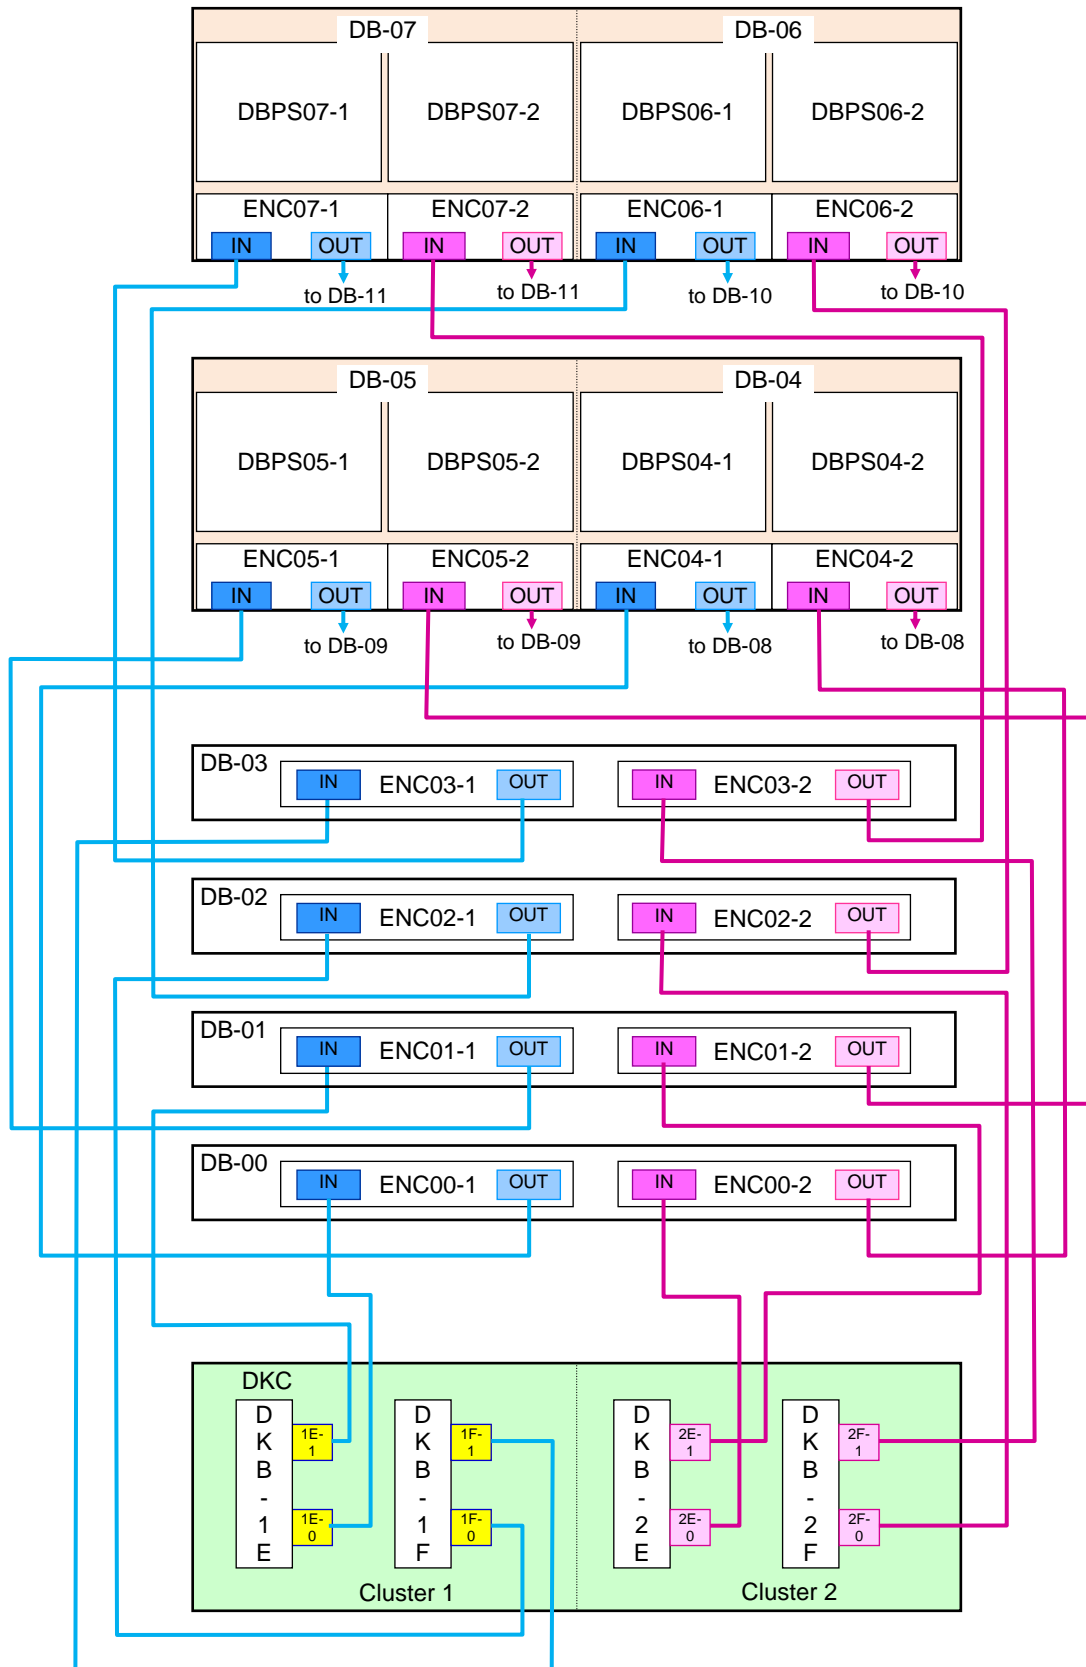 DB-07 DB-06
DBPS07-1 DBPS07-2 DBPS06-1 DBPS06-2
ENC07-1 ENC07-2 ENC06-1 ENC06-2
IN OUT IN OUT IN OUT IN OUT
to DB-11 to DB-11 to DB-10 to DB-10
DB-05 DB-04
DBPS05-1 DBPS05-2 DBPS04-1 DBPS04-2
ENC05-1 ENC05-2 ENC04-1 ENC04-2
IN OUT IN OUT IN OUT IN OUT
to DB-09 to DB-09 to DB-08 to DB-08
DB-03
IN ENC03-1 OUT IN ENC03-2 OUT
DB-02
IN ENC02-1 OUT IN ENC02-2 OUT
DB-01
IN ENC01-1 OUT IN ENC01-2 OUT
DB-00
IN ENC00-1 OUT IN ENC00-2 OUT
DKC
DKB-1E
1E-1
1E-0
DKB-1F
1F-1
1F-0
DKB-2E
2E-1
2E-0
DKB-2F
2F-1
2F-0
Cluster 1 Cluster 2